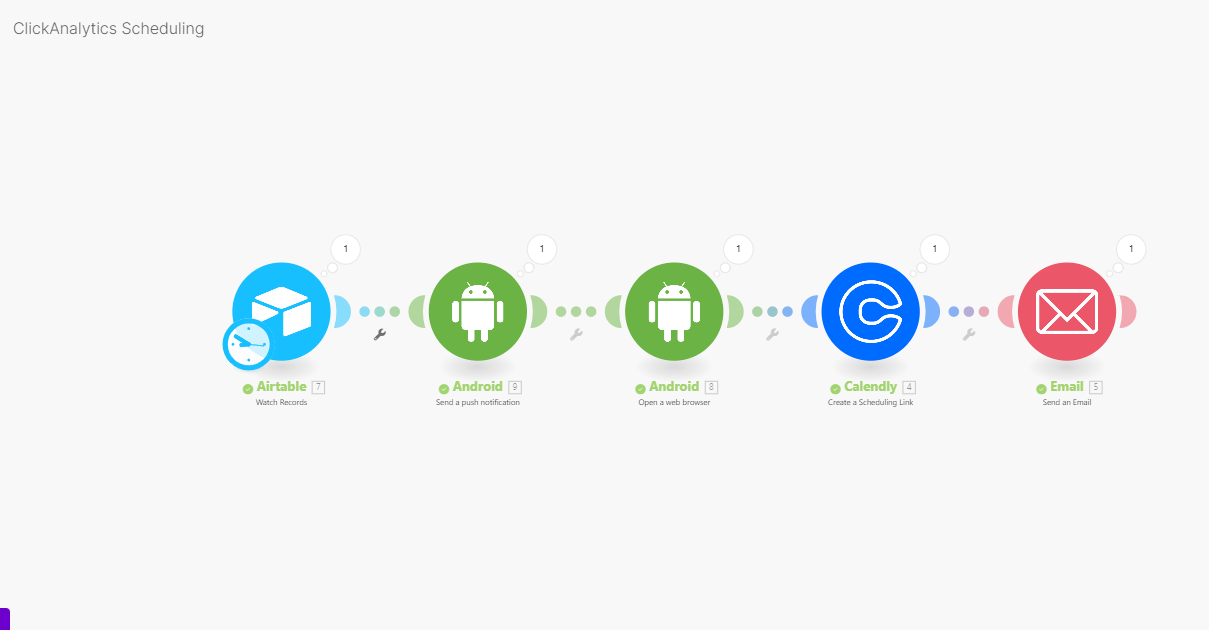 ClickAnalytics Scheduling
1 1 1 1 1
Airtable 7 Android 9 Android 8 Calendly 4 Email 5
Watch Records Send a push notification Open a web browser Create a Scheduling Link Send an Email